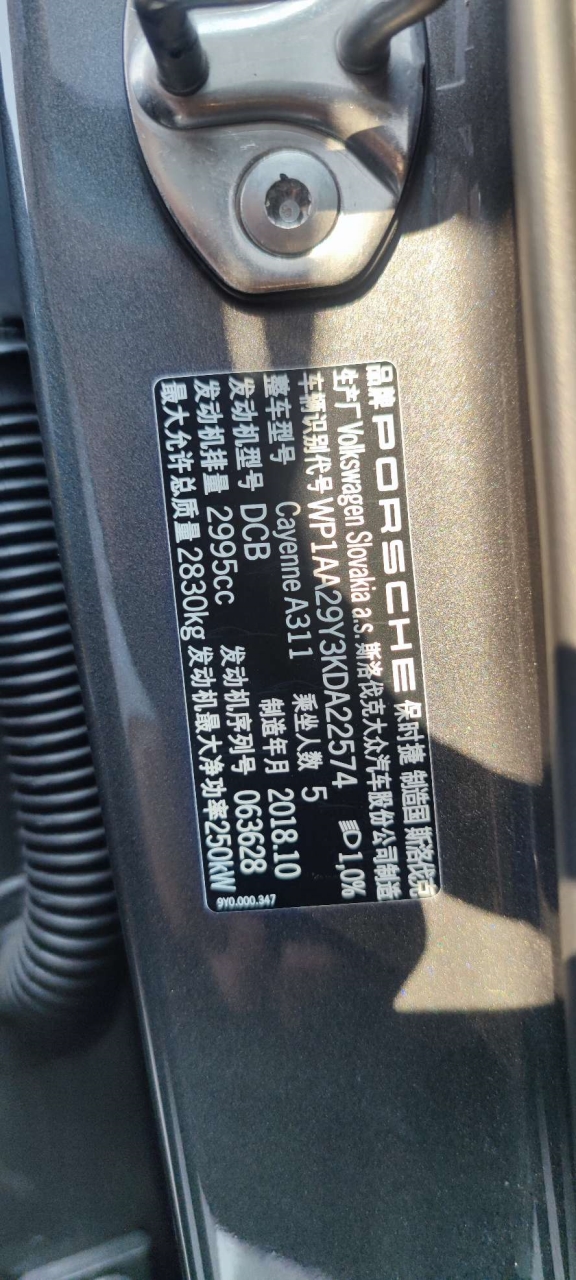 品牌 PORSCHE 保时捷 制造国 斯洛伐克
生产厂 Volkswagen Slovakia a.s. 斯洛伐克大众汽车股份公司制造
车辆识别代号 WP1AA29Y3KDA22574 1,0%
整车型号 Cayenne A311 乘坐人数 5
发动机型号 DCB 制造年月 2018.10
发动机排量 2995cc 发动机序列号 063628
最大允许总质量 2830kg 发动机最大净功率250KW
9Y0.000.347